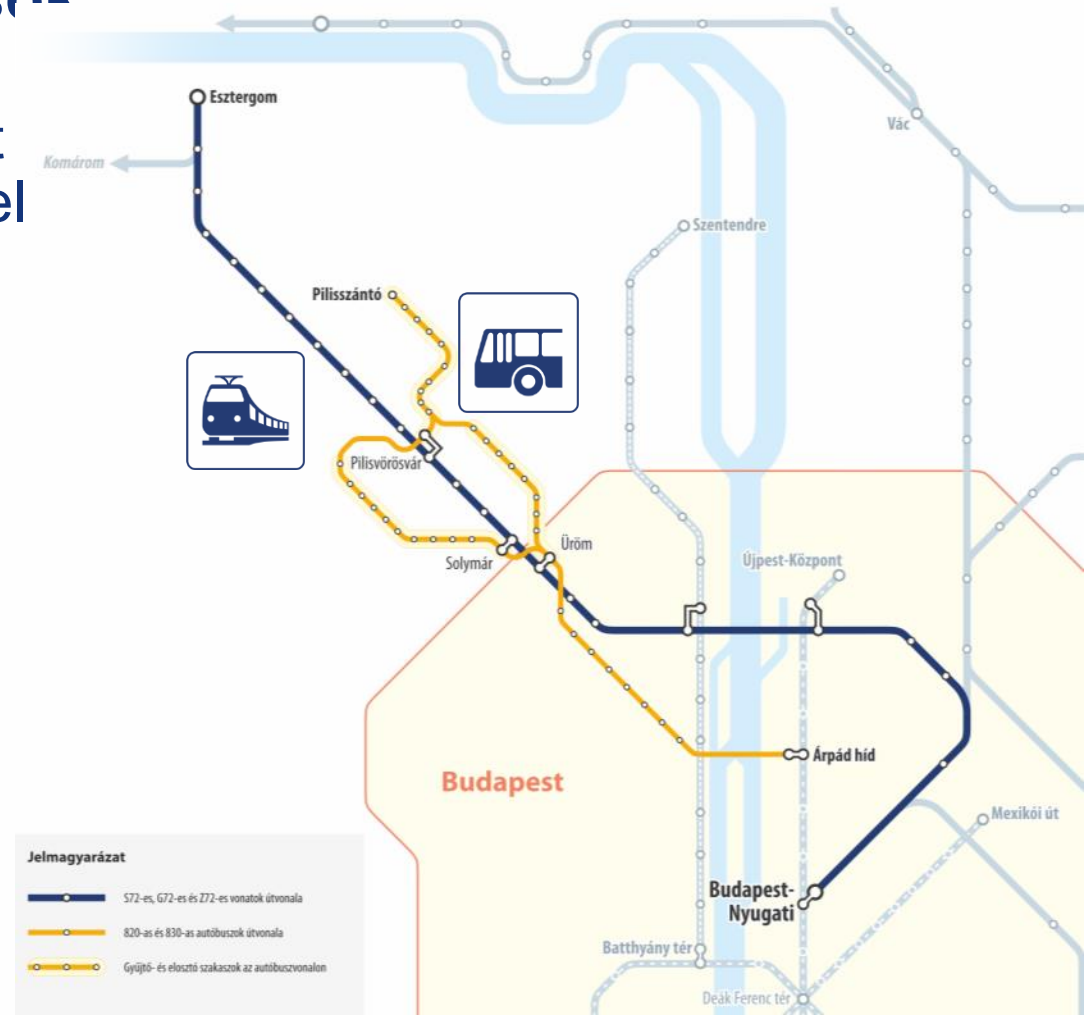 t
el
Esztergom
Komárom
Vác
Szentendre
Pilisszántó
Pilisvörösvár
Solymár
Üröm
Újpest-Központ
Árpád híd
Budapest
Mexikói út
Budapest-
Nyugati
Batthyány tér
Deák Ferenc tér
Jelmagyarázat
S72-es, G72-es és Z72-es vonatok útvonala
820-as és 830-as autóbuszok útvonala
Gyűjtő- és elosztó szakaszok az autóbuszvonalon